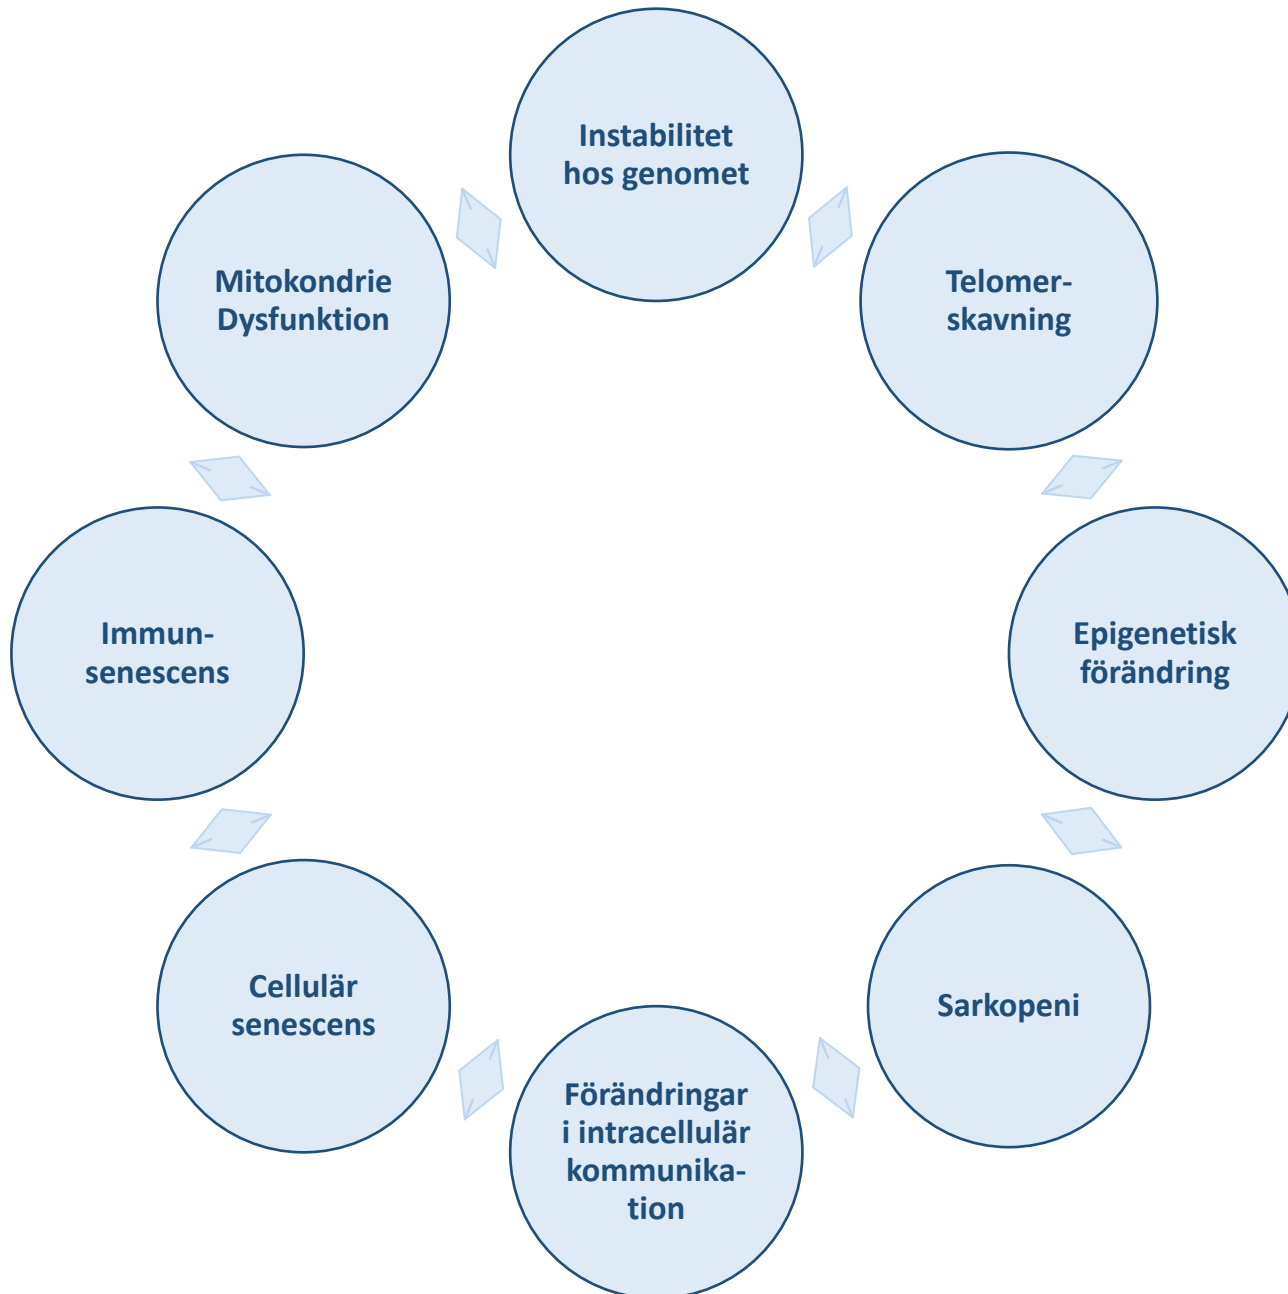 Instabilitet
hos genomet
Telomer-
skavning
Epigenetisk
förändring
Sarkopeni
Förändringar
i intracellulär
kommunika-
tion
Cellulär
senescens
Immun-
senescens
Mitokondrie
Dysfunktion